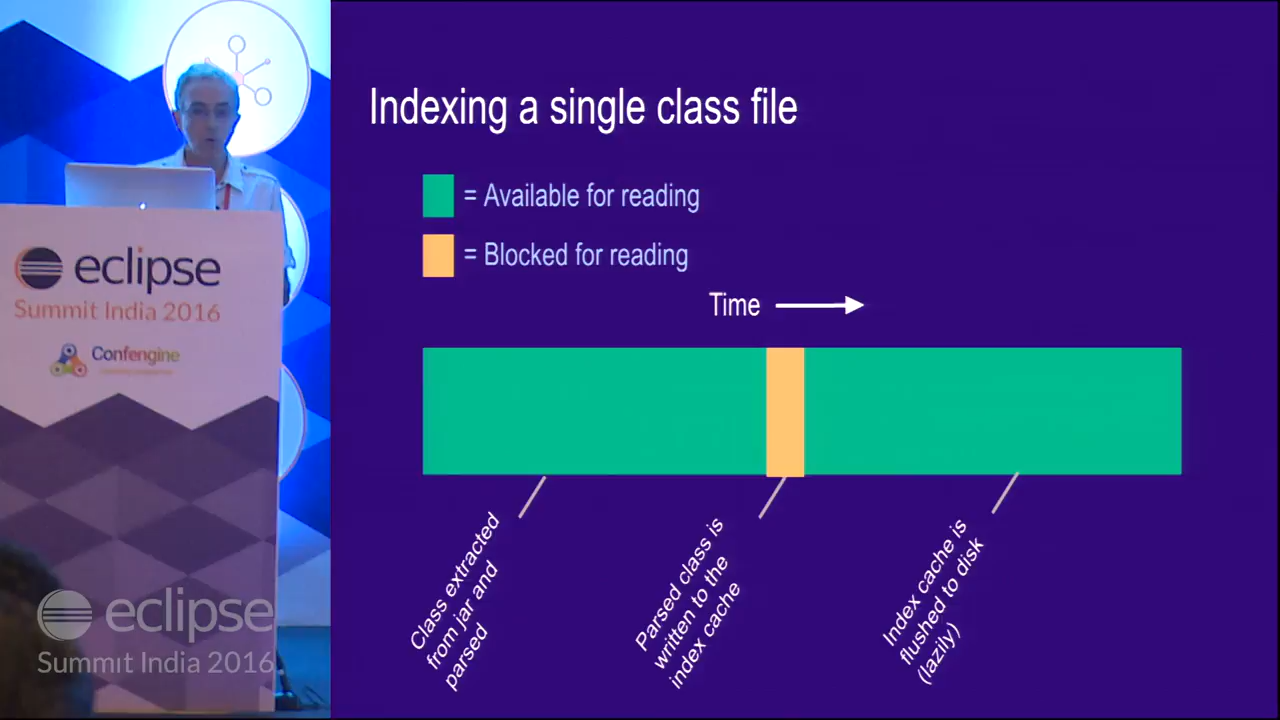 Indexing a single class file
= Available for reading
= Blocked for reading
Time
Class extracted
from jar and
parsed
Parsed class is
written to the
index cache
Index cache is
flushed to disk
(lazily)
eclipse
Summit India 2016
Confengine
eclipse
Summit India 2016